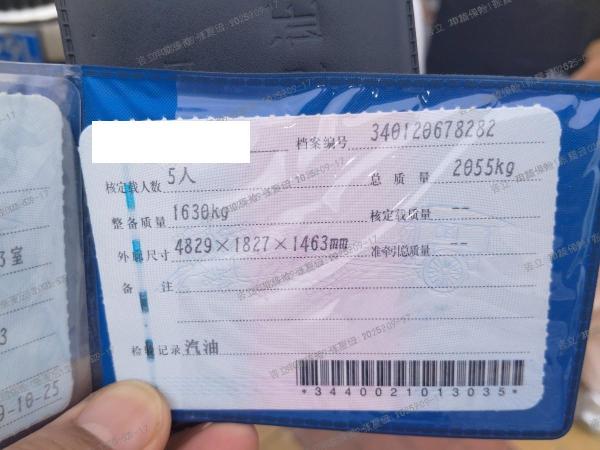 证
档案编号 340120678282
核定载人数 5人 总质量 2055kg
整备质量 1630kg 核定载质量 --
外廓尺寸 4829×1827×1463mm 准牵引总质量 --
备注
检验记录 汽油
*3440021013035*
3室
3
9-10-25